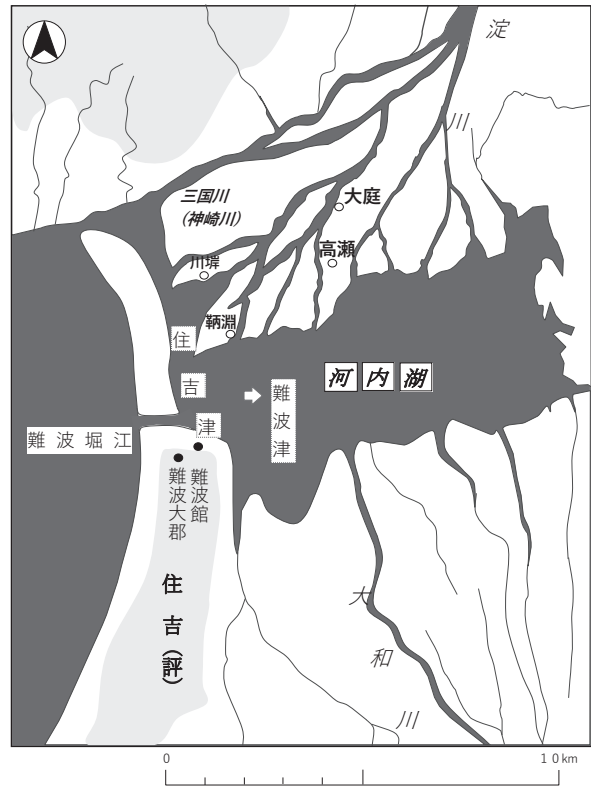 淀川
三国川
(神崎川)
大庭
高瀬
川堤
鞆淵
住吉津
難波津
河内湖
難波堀江
難波館
難波大郡
住吉(評)
大和川
0
10km